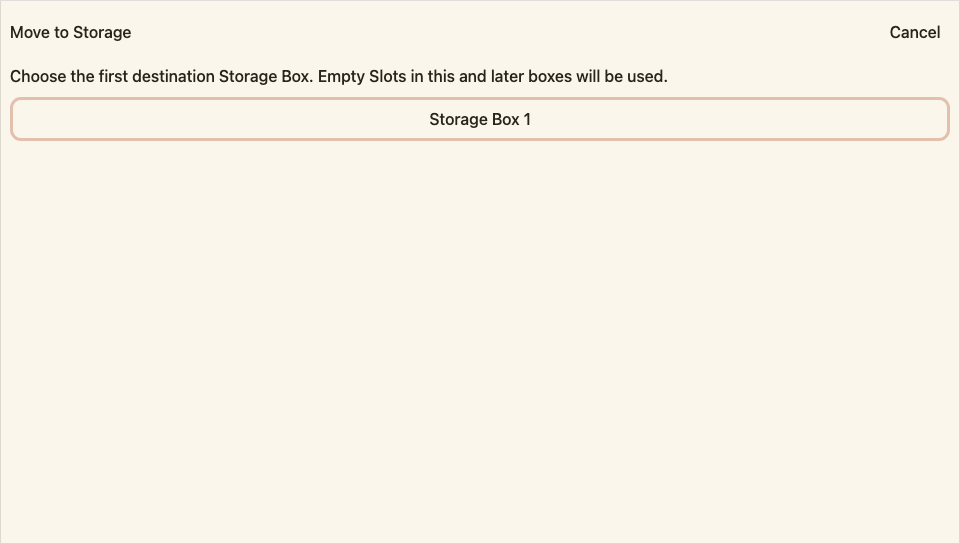 Move to Storage
Cancel
Choose the first destination Storage Box. Empty Slots in this and later boxes will be used.
Storage Box 1